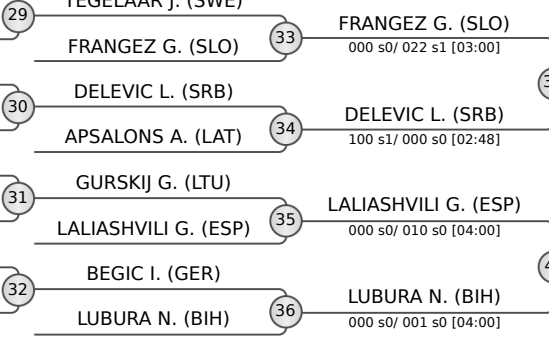 TEGELAAR J. (SWE)
29
FRANGEZ G. (SLO)
33
FRANGEZ G. (SLO)
000 s0/ 022 s1 [03:00]
DELEVIC L. (SRB)
30
APSALONS A. (LAT)
34
DELEVIC L. (SRB)
100 s1/ 000 s0 [02:48]
GURSKIJ G. (LTU)
31
LALIASHVILI G. (ESP)
35
LALIASHVILI G. (ESP)
000 s0/ 010 s0 [04:00]
BEGIC I. (GER)
32
LUBURA N. (BIH)
36
LUBURA N. (BIH)
000 s0/ 001 s0 [04:00]